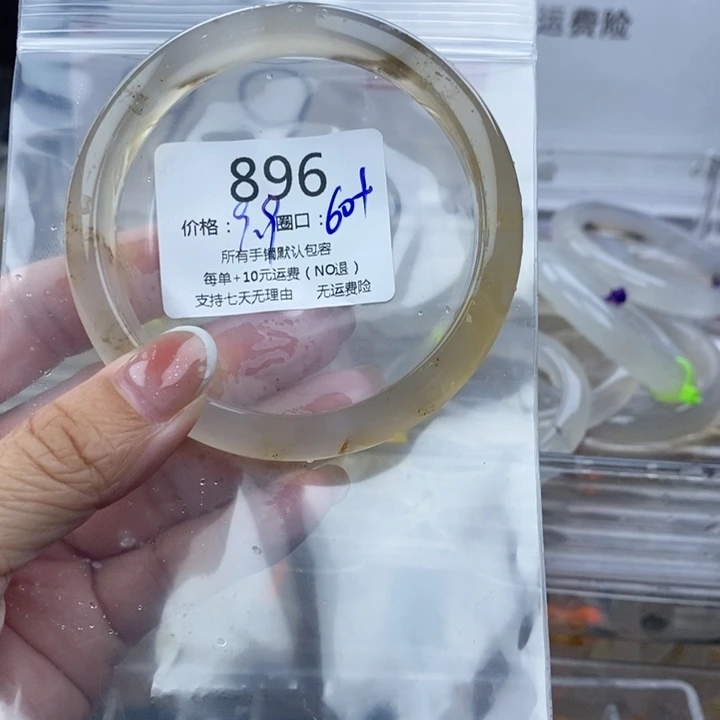 运费险
896
价格：9.9 圈口：60+
所有手镯默认包容
每单+10元运费（NO退）
支持七天无理由 无运费险